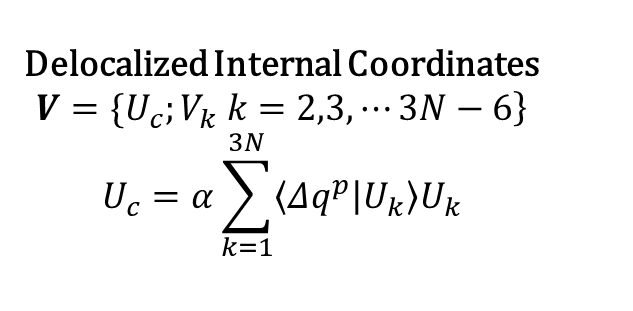 Delocalized Internal Coordinates
V = {U_c; V_k k = 2,3, ⋯ 3N − 6}
U_c = α ∑_{k=1}^{3N} ⟨Δq^p|U_k⟩U_k